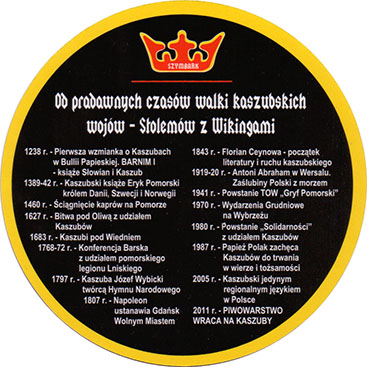 SZYMBARK
Od pradawnych czasów walki kaszubskich
wojów - Stolemów z Wikingami
1238 r. - Pierwsza wzmianka o Kaszubach
w Bullii Papieskiej, BARNIM I
- książe Słowian i Kaszub
1389-42 r. - Kaszubski książe Eryk Pomorski
królem Danii, Szwecji i Norwegii
1460 r. - Ściągnięcie kaprów na Pomorze
1627 r. - Bitwa pod Oliwą z udziałem
Kaszubów
1683 r. - Kaszubi pod Wiedniem
1768-72 r. - Konferencja Barska
z udziałem pomorskiego
legionu Lniskiego
1797 r. - Kaszuba Józef Wybicki
twórcą Hymnu Narodowego
1807 r. - Napoleon
ustanawia Gdańsk
Wolnym Miastem
1843 r. - Florian Ceynowa - początek
literatury i ruchu kaszubskiego
1919-20 r. - Antoni Abraham w Wersalu.
Zaślubiny Polski z morzem
1941 r. - Powstanie TOW „Gryf Pomorski"
1970 r. - Wydarzenia Grudniowe
na Wybrzeżu
1980 r. - Powstanie „Solidarności"
z udziałem Kaszubów
1987 r. - Papież Polak zachęca
Kaszubów do trwania
w wierze i tożsamości
2005 r. - Kaszubski jedynym
regionalnym językiem
w Polsce
2011 r. - PIWOWARSTWO
WRACA NA KASZUBY